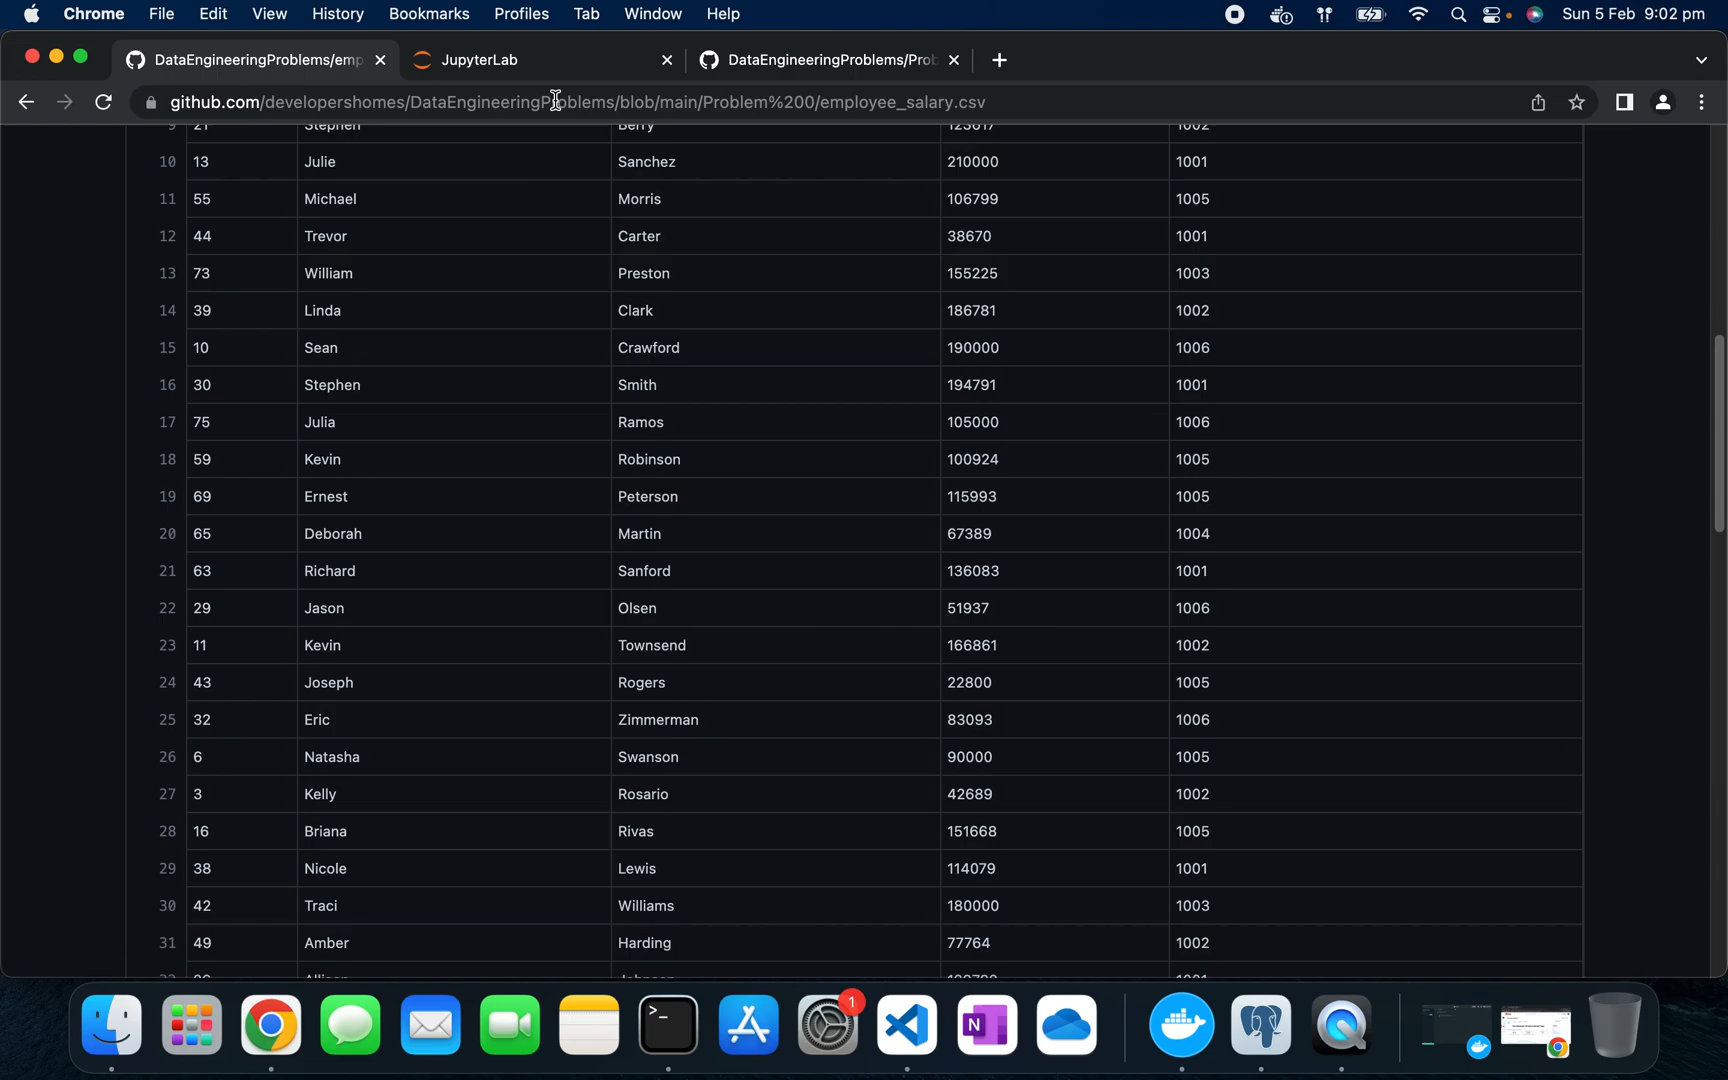 Chrome File Edit View History Bookmarks Profiles Tab Window Help Sun 5 Feb 9:02 pm
DataEngineeringProblems/emp JupyterLab DataEngineeringProblems/Prob
github.com/developershomes/DataEngineeringProblems/blob/main/Problem%200/employee_salary.csv
9 21 Stephen Berry 123617 1002
10 13 Julie Sanchez 210000 1001
11 55 Michael Morris 106799 1005
12 44 Trevor Carter 38670 1001
13 73 William Preston 155225 1003
14 39 Linda Clark 186781 1002
15 10 Sean Crawford 190000 1006
16 30 Stephen Smith 194791 1001
17 75 Julia Ramos 105000 1006
18 59 Kevin Robinson 100924 1005
19 69 Ernest Peterson 115993 1005
20 65 Deborah Martin 67389 1004
21 63 Richard Sanford 136083 1001
22 29 Jason Olsen 51937 1006
23 11 Kevin Townsend 166861 1002
24 43 Joseph Rogers 22800 1005
25 32 Eric Zimmerman 83093 1006
26 6 Natasha Swanson 90000 1005
27 3 Kelly Rosario 42689 1002
28 16 Briana Rivas 151668 1005
29 38 Nicole Lewis 114079 1001
30 42 Traci Williams 180000 1003
31 49 Amber Harding 77764 1002
1